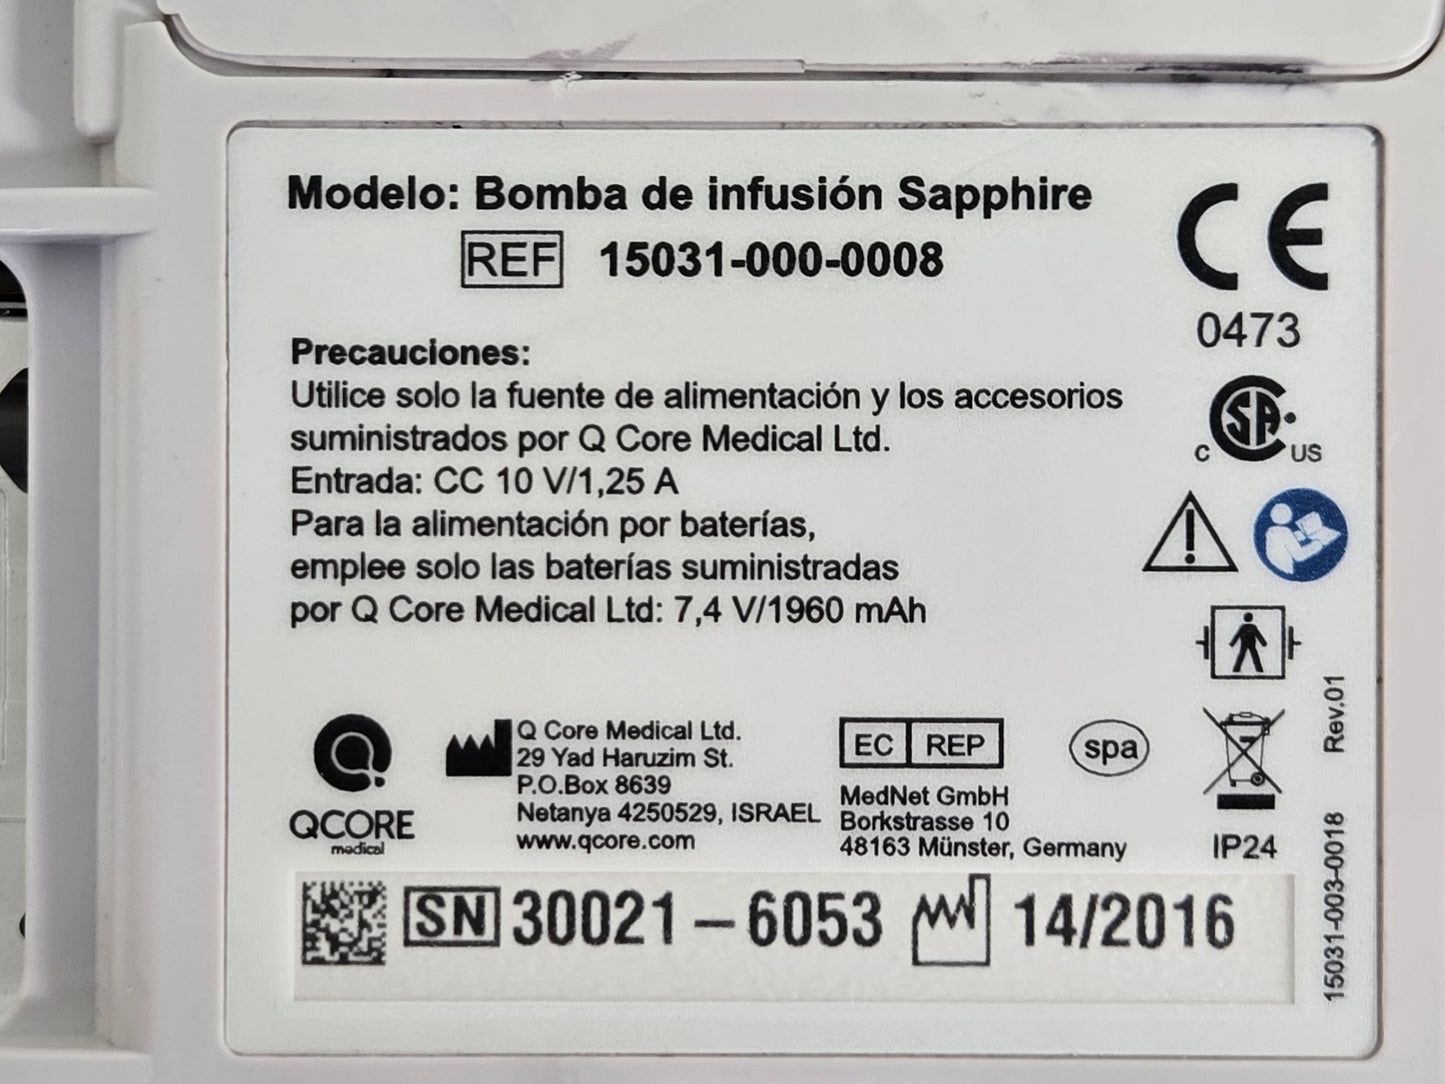 Modelo: Bomba de infusión Sapphire
REF 15031-000-0008
CE
0473
Precauciones:
Utilice solo la fuente de alimentación y los accesorios
suministrados por Q Core Medical Ltd.
Entrada: CC 10 V/1,25 A
Para la alimentación por baterías,
emplee solo las baterías suministradas
por Q Core Medical Ltd: 7,4 V/1960 mAh
C SA US
QCORE
medical
Q Core Medical Ltd.
29 Yad Haruzim St.
P.O.Box 8639
Netanya 4250529, ISRAEL
www.qcore.com
EC REP
MedNet GmbH
Borkstrasse 10
48163 Münster, Germany
spa
IP24
SN 30021-6053 14/2016
15031-003-0018 Rev.01